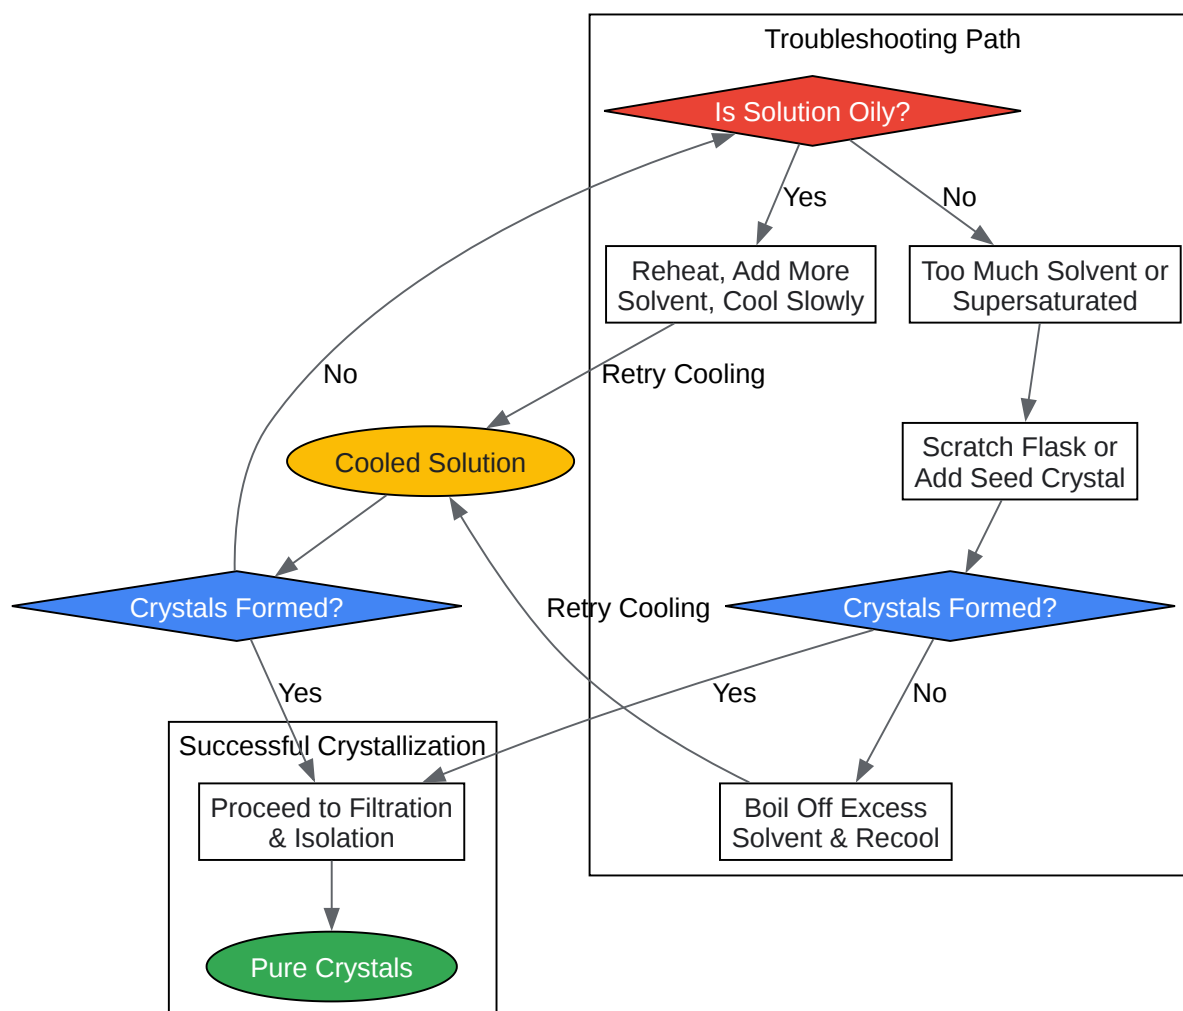 Troubleshooting Path
Is Solution Oily?
Yes
No
Reheat, Add More
Solvent, Cool Slowly
Too Much Solvent or
Supersaturated
No
Retry Cooling
Cooled Solution
Scratch Flask or
Add Seed Crystal
Crystals Formed?
Retry Cooling
Crystals Formed?
Yes
Yes
No
Successful Crystallization
Proceed to Filtration
& Isolation
Boil Off Excess
Solvent & Recool
Pure Crystals